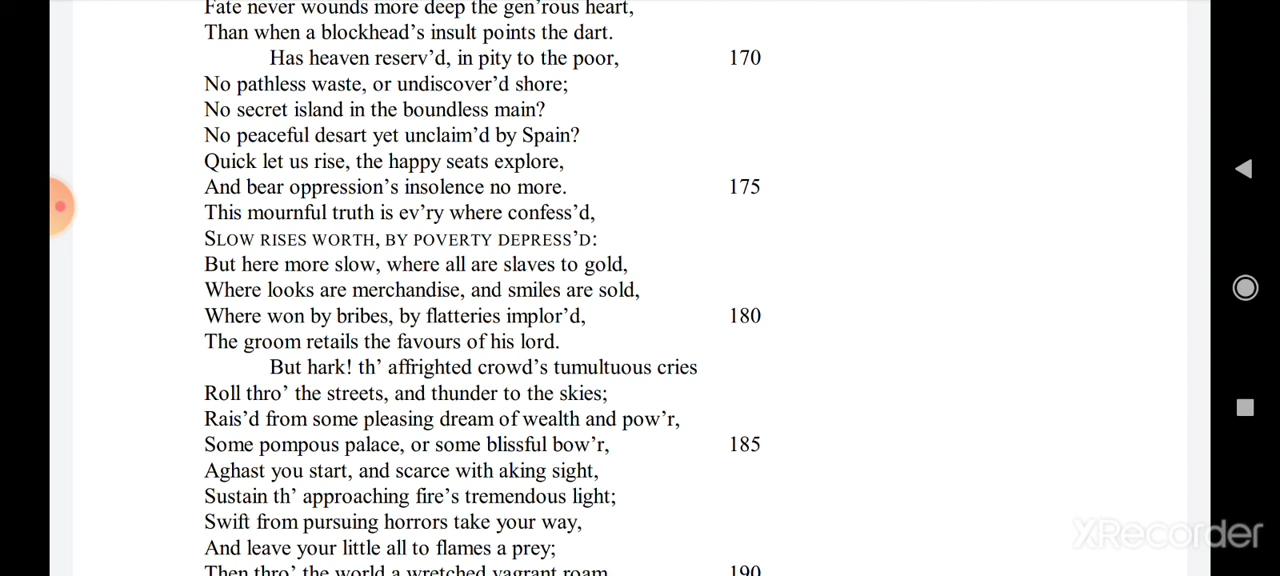 Fate never wounds more deep the gen’rous heart,
Than when a blockhead’s insult points the dart.
Has heaven reserv’d, in pity to the poor, 170
No pathless waste, or undiscover’d shore;
No secret island in the boundless main?
No peaceful desart yet unclaim’d by Spain?
Quick let us rise, the happy seats explore,
And bear oppression’s insolence no more. 175
This mournful truth is ev’ry where confess’d,
SLOW RISES WORTH, BY POVERTY DEPRESS’D:
But here more slow, where all are slaves to gold,
Where looks are merchandise, and smiles are sold,
Where won by bribes, by flatteries implor’d, 180
The groom retails the favours of his lord.
But hark! th’ affrighted crowd’s tumultuous cries
Roll thro’ the streets, and thunder to the skies;
Rais’d from some pleasing dream of wealth and pow’r,
Some pompous palace, or some blissful bow’r, 185
Aghast you start, and scarce with aking sight,
Sustain th’ approaching fire’s tremendous light;
Swift from pursuing horrors take your way,
And leave your little all to flames a prey;
Then thro’ the world a wretched vagrant roam, 190
XRecorder